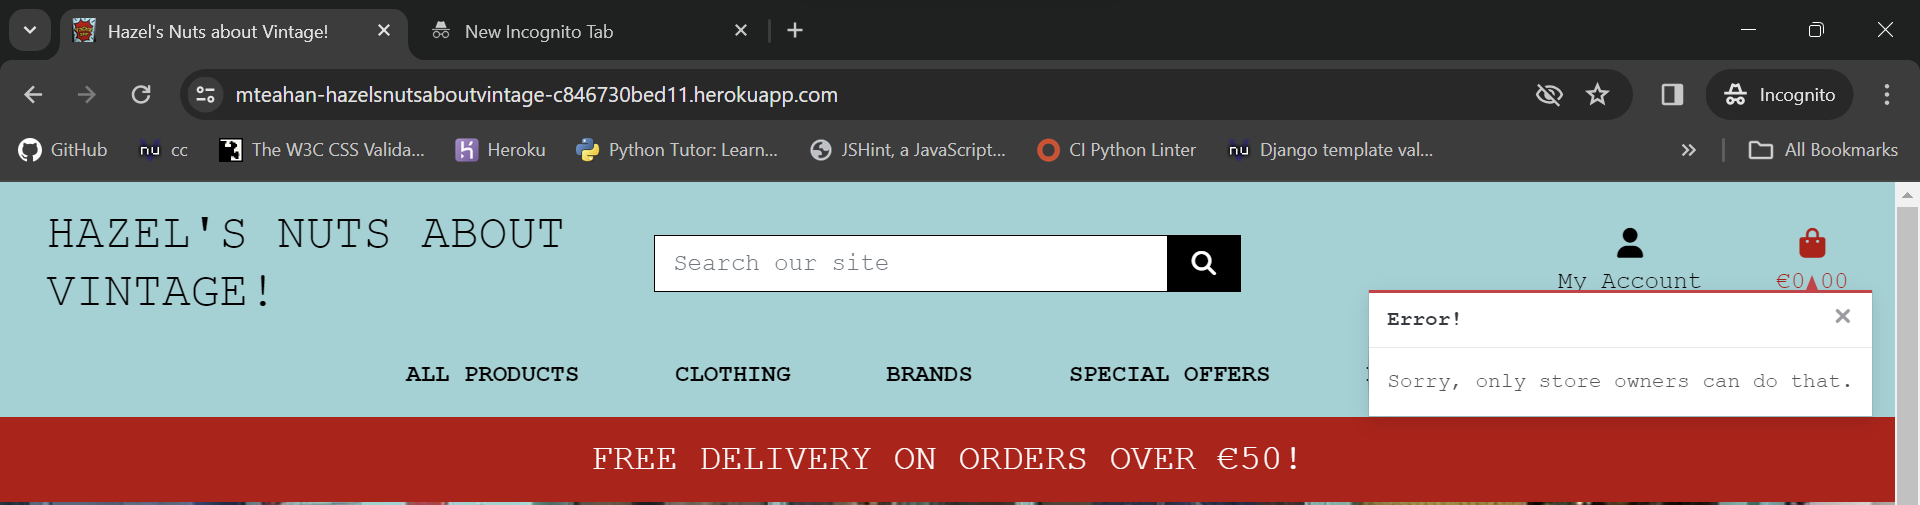 Hazel's Nuts about Vintage!
New Incognito Tab
mteahan-hazelsnutsaboutvintage-c846730bed11.herokuapp.com
Incognito
GitHub
nu cc
The W3C CSS Valida...
Heroku
Python Tutor: Learn...
JSHint, a JavaScript...
CI Python Linter
nu Django template val...
All Bookmarks
HAZEL'S NUTS ABOUT
VINTAGE!
Search our site
My Account
€0.00
Error!
Sorry, only store owners can do that.
ALL PRODUCTS
CLOTHING
BRANDS
SPECIAL OFFERS
FREE DELIVERY ON ORDERS OVER €50!